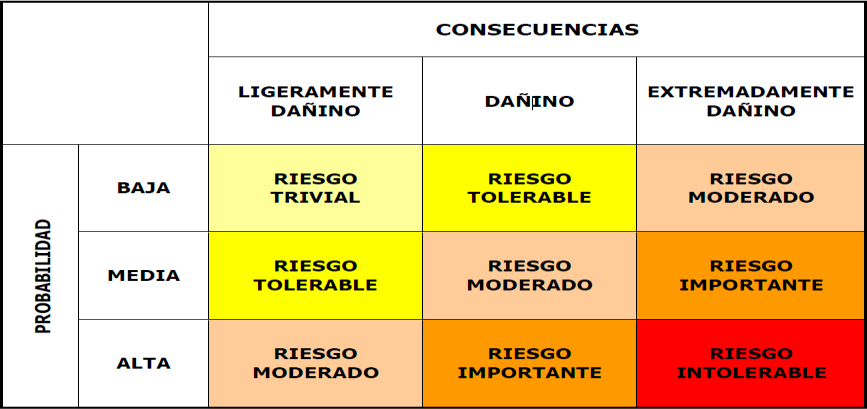 CONSECUENCIAS
LIGERAMENTE
DAÑINO
DAÑINO
EXTREMADAMENTE
DAÑINO
PROBABILIDAD
BAJA
RIESGO
TRIVIAL
RIESGO
TOLERABLE
RIESGO
MODERADO
MEDIA
RIESGO
TOLERABLE
RIESGO
MODERADO
RIESGO
IMPORTANTE
ALTA
RIESGO
MODERADO
RIESGO
IMPORTANTE
RIESGO
INTOLERABLE